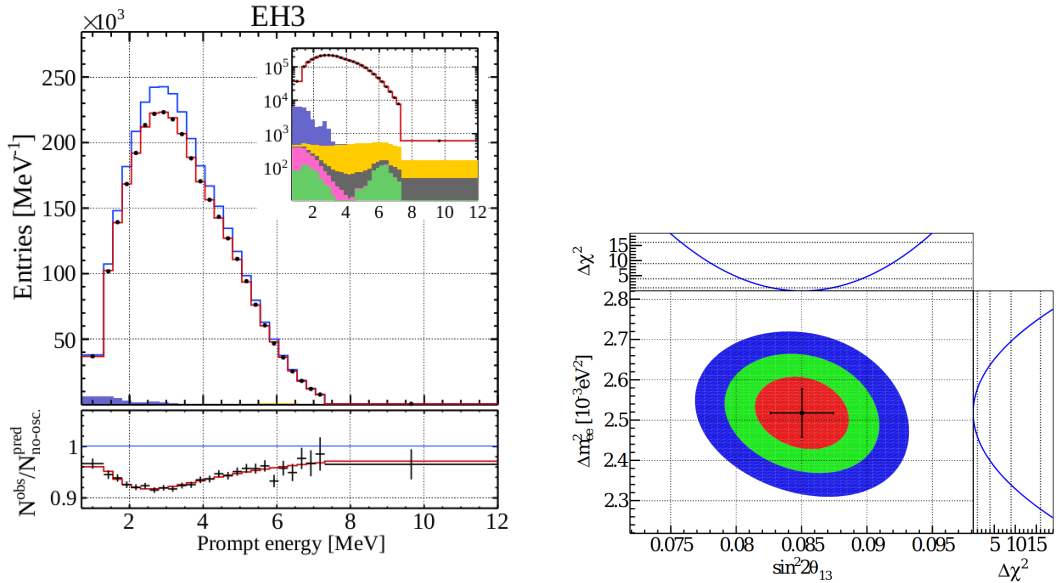 EH3
×10³
Entries [MeV⁻¹]
250
200
150
100
50
10⁵
10⁴
10³
10²
2 4 6 8 10 12
N^obs/N^pred_no-osc.
1
0.9
2 4 6 8 10 12
Prompt energy [MeV]
Δχ²
15
10
5
Δm²ee [10⁻³eV²]
2.8
2.7
2.6
2.5
2.4
2.3
0.075 0.08 0.085 0.09 0.095
sin²2θ₁₃
5 10 15
Δχ²